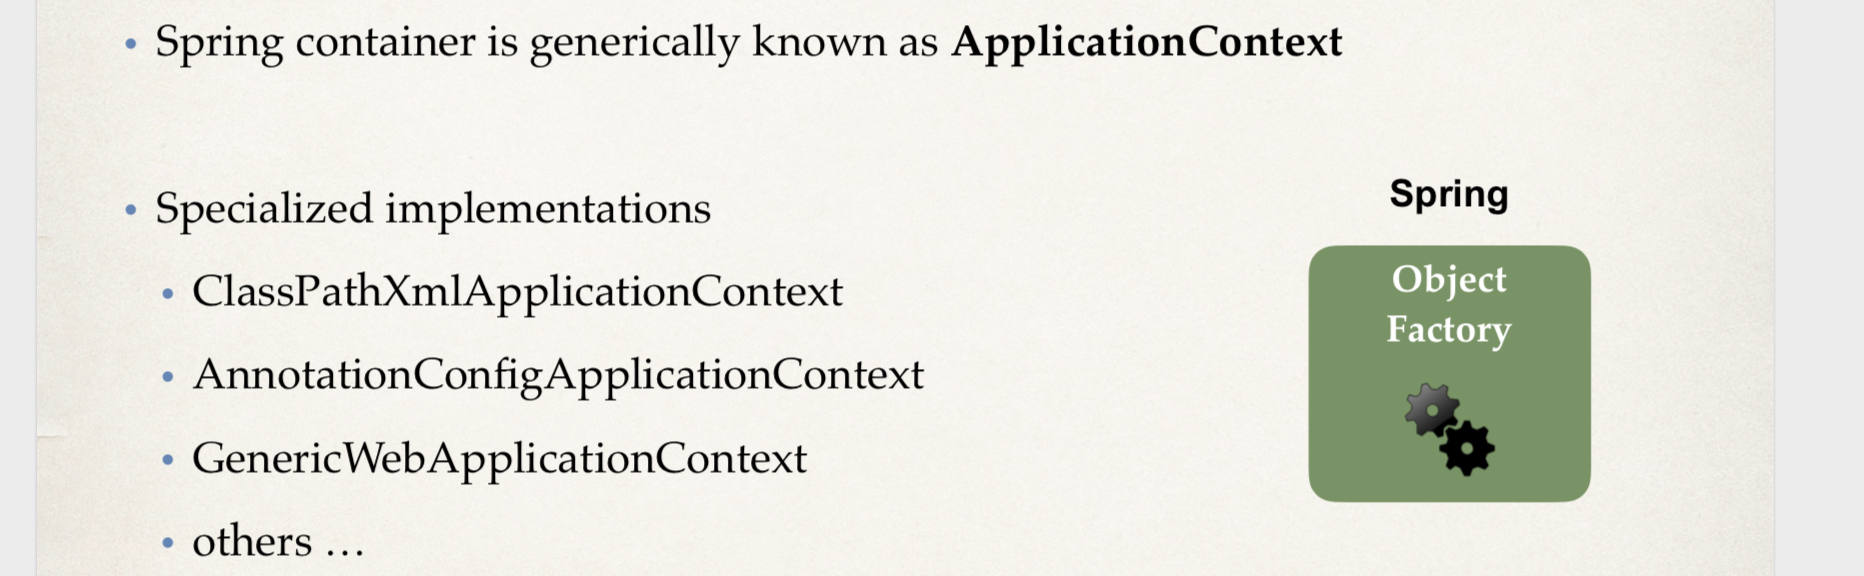 • Spring container is generically known as ApplicationContext
• Specialized implementations
• ClassPathXmlApplicationContext
• AnnotationConfigApplicationContext
• GenericWebApplicationContext
• others …
Spring
Object
Factory